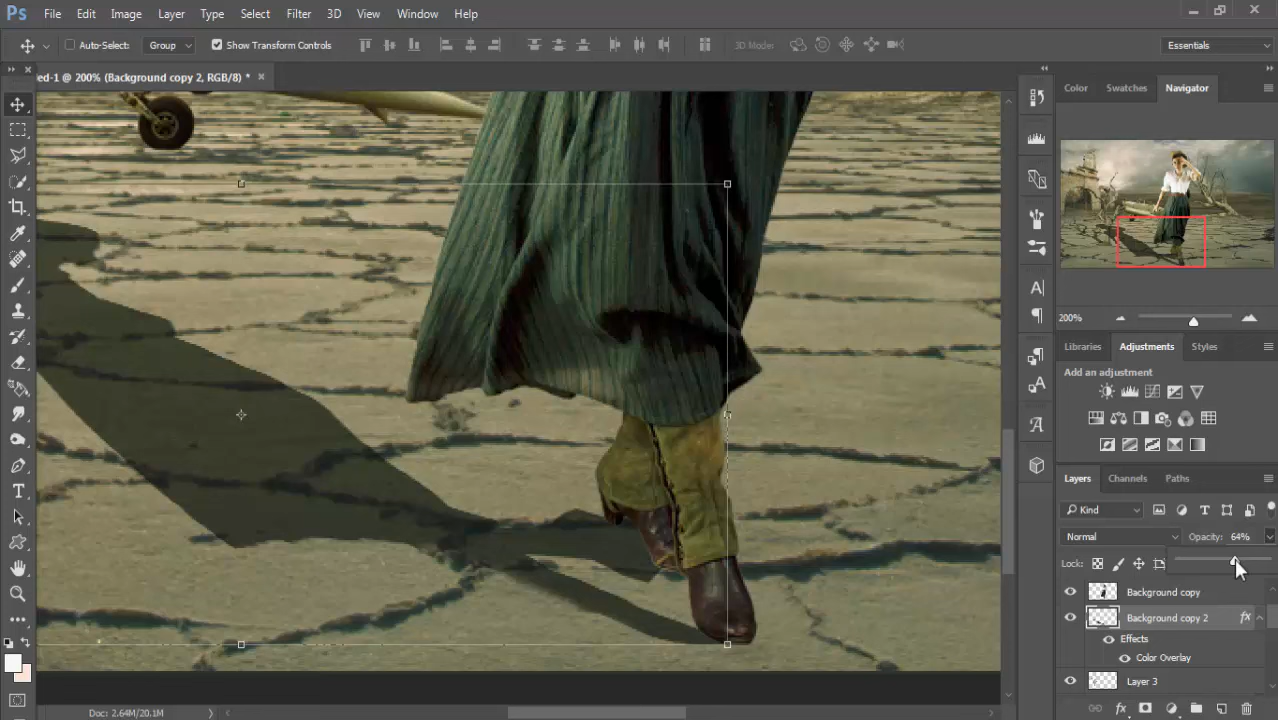 Ps File Edit Image Layer Type Select Filter 3D View Window Help
Auto-Select: Group Show Transform Controls 3D Mode: Essentials
ed-1 @ 200% (Background copy 2, RGB/8) * ×
Color Swatches Navigator
200%
Libraries Adjustments Styles
Add an adjustment
Layers Channels Paths
Kind
Normal Opacity: 64%
Lock:
Background copy
Background copy 2 fx
Effects
Color Overlay
Layer 3
Doc: 2.64M/20.1M